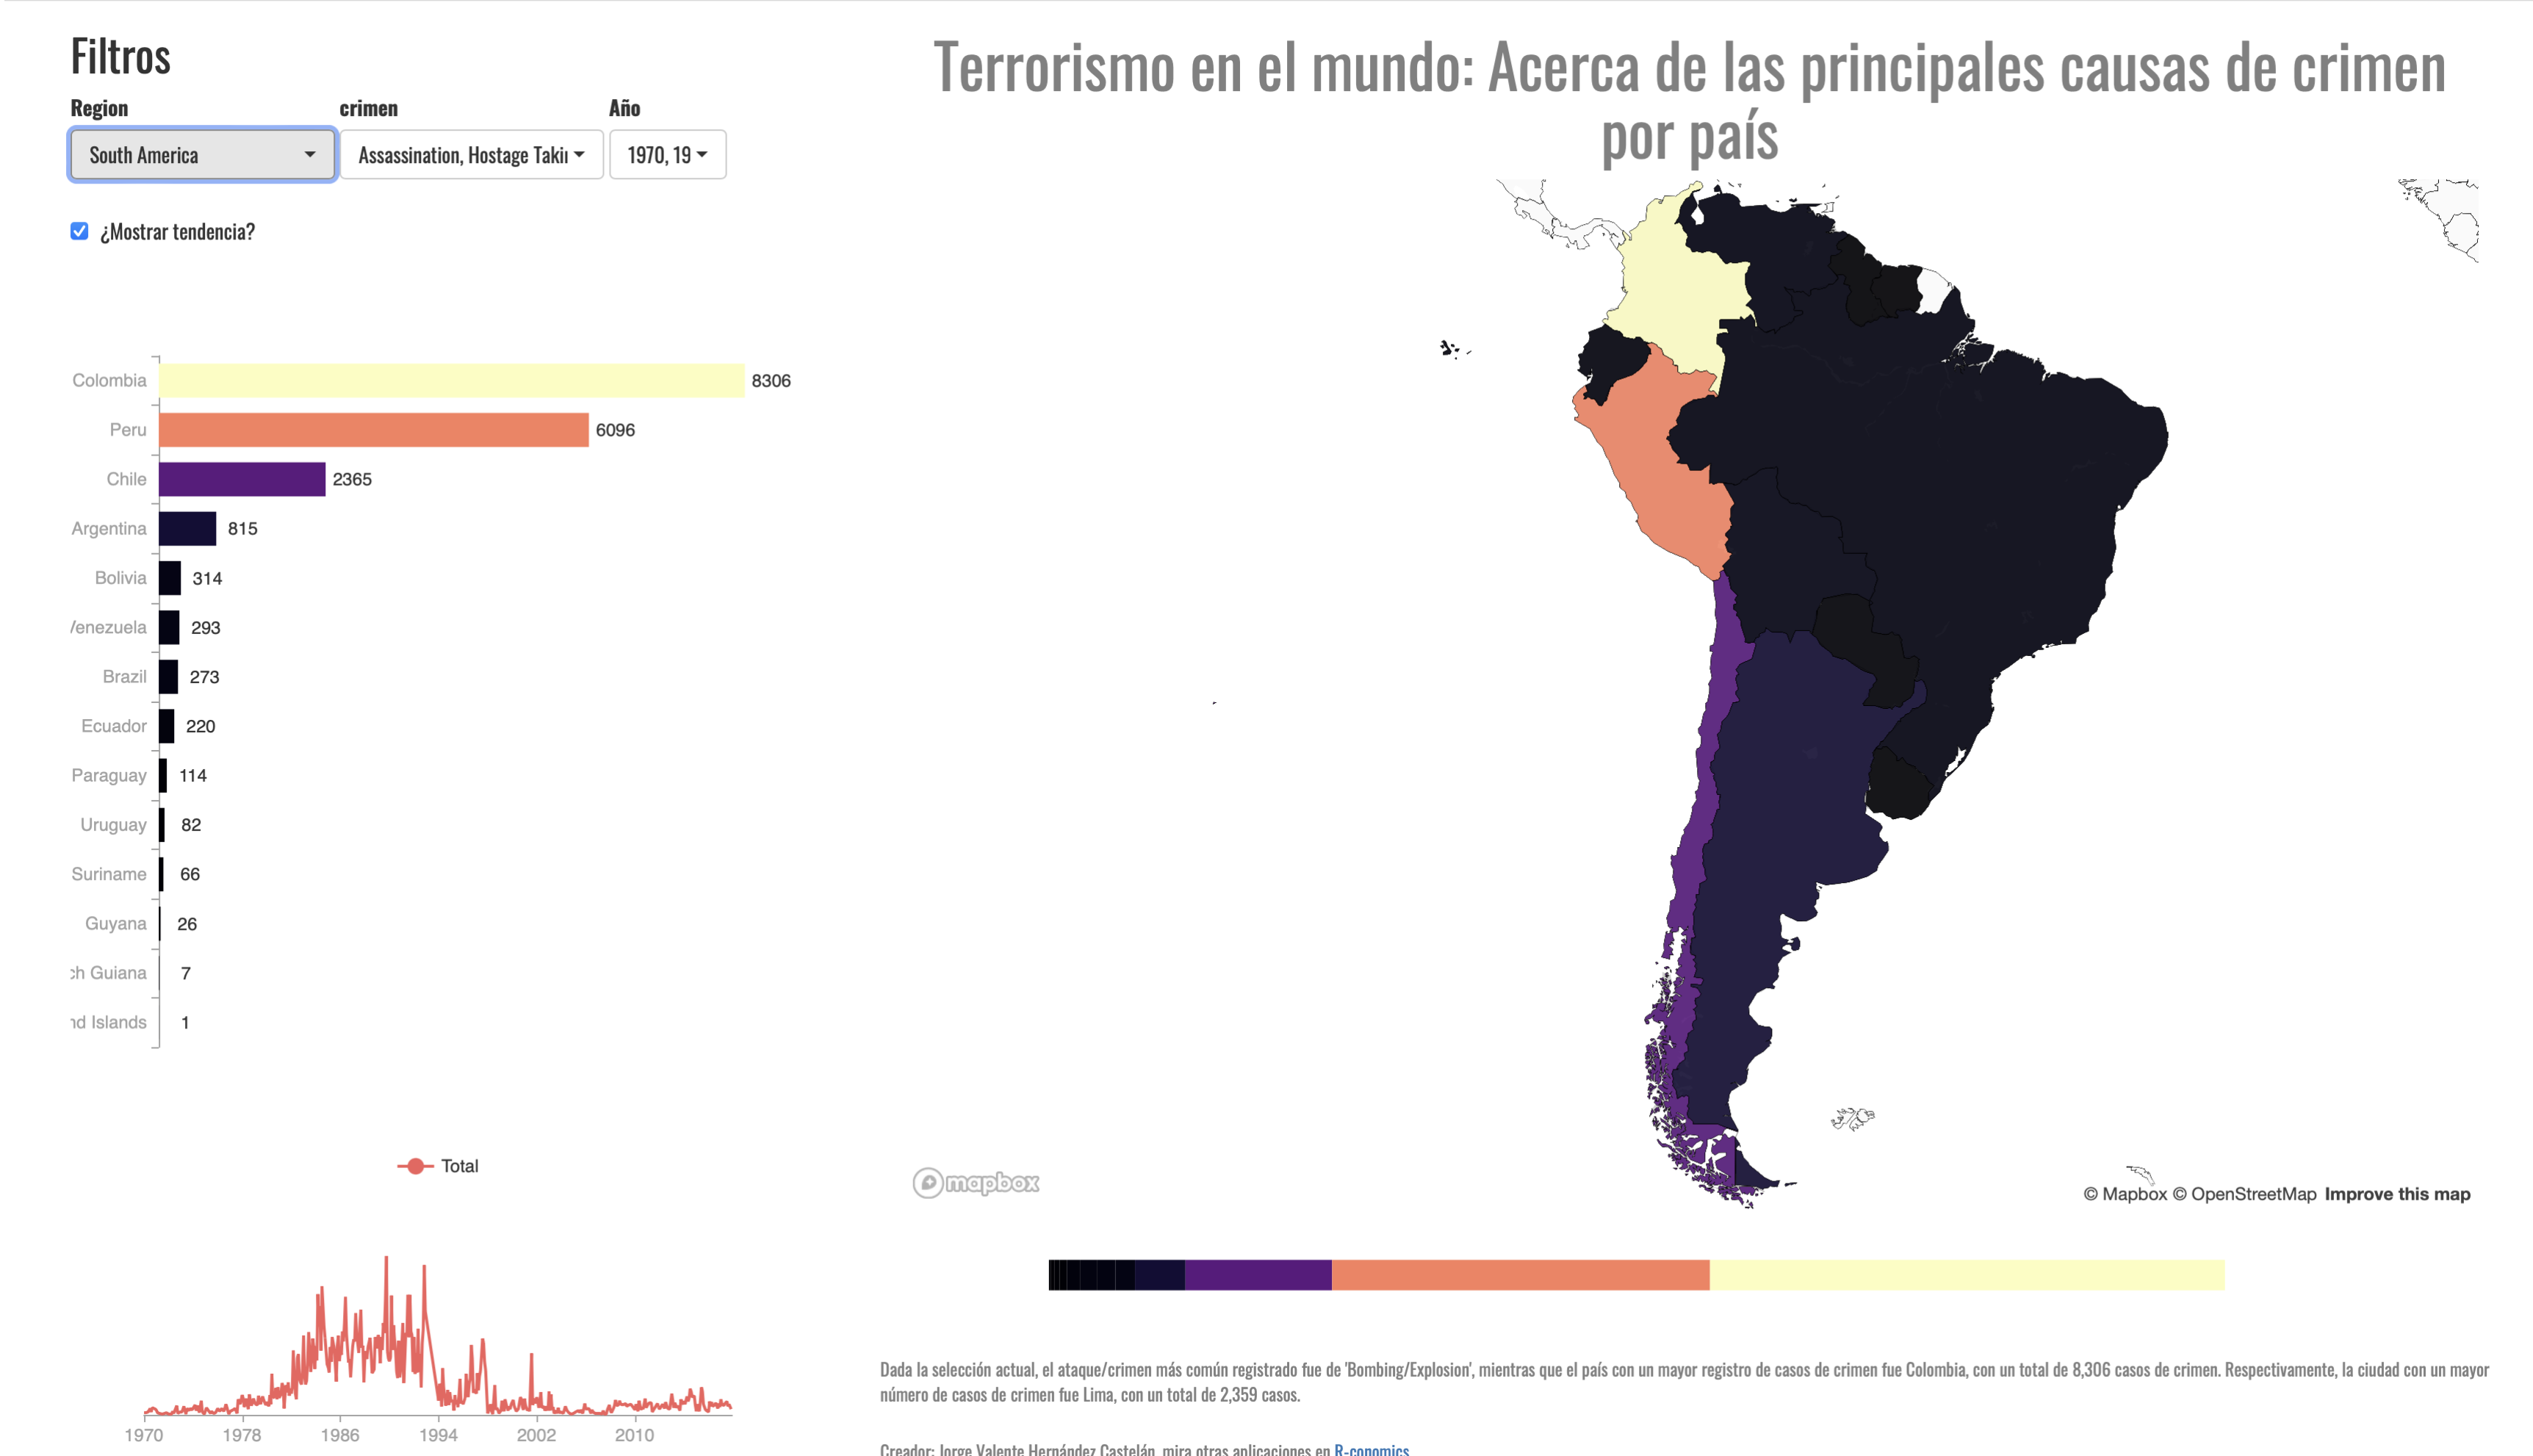 Filtros
Region
crimen
Año
South America
Assassination, Hostage Takiı
1970, 19
¿Mostrar tendencia?
Terrorismo en el mundo: Acerca de las principales causas de crimen
por país
Colombia 8306
Peru 6096
Chile 2365
Argentina 815
Bolivia 314
Venezuela 293
Brazil 273
Ecuador 220
Paraguay 114
Uruguay 82
Suriname 66
Guyana 26
ch Guiana 7
nd Islands 1
Total
1970 1978 1986 1994 2002 2010
mapbox
© Mapbox © OpenStreetMap Improve this map
Dada la selección actual, el ataque/crimen más común registrado fue de 'Bombing/Explosion', mientras que el país con un mayor registro de casos de crimen fue Colombia, con un total de 8,306 casos de crimen. Respectivamente, la ciudad con un mayor
número de casos de crimen fue Lima, con un total de 2,359 casos.
Creador: Jorge Valente Hernández Castelán, mira otras aplicaciones en R-conomics